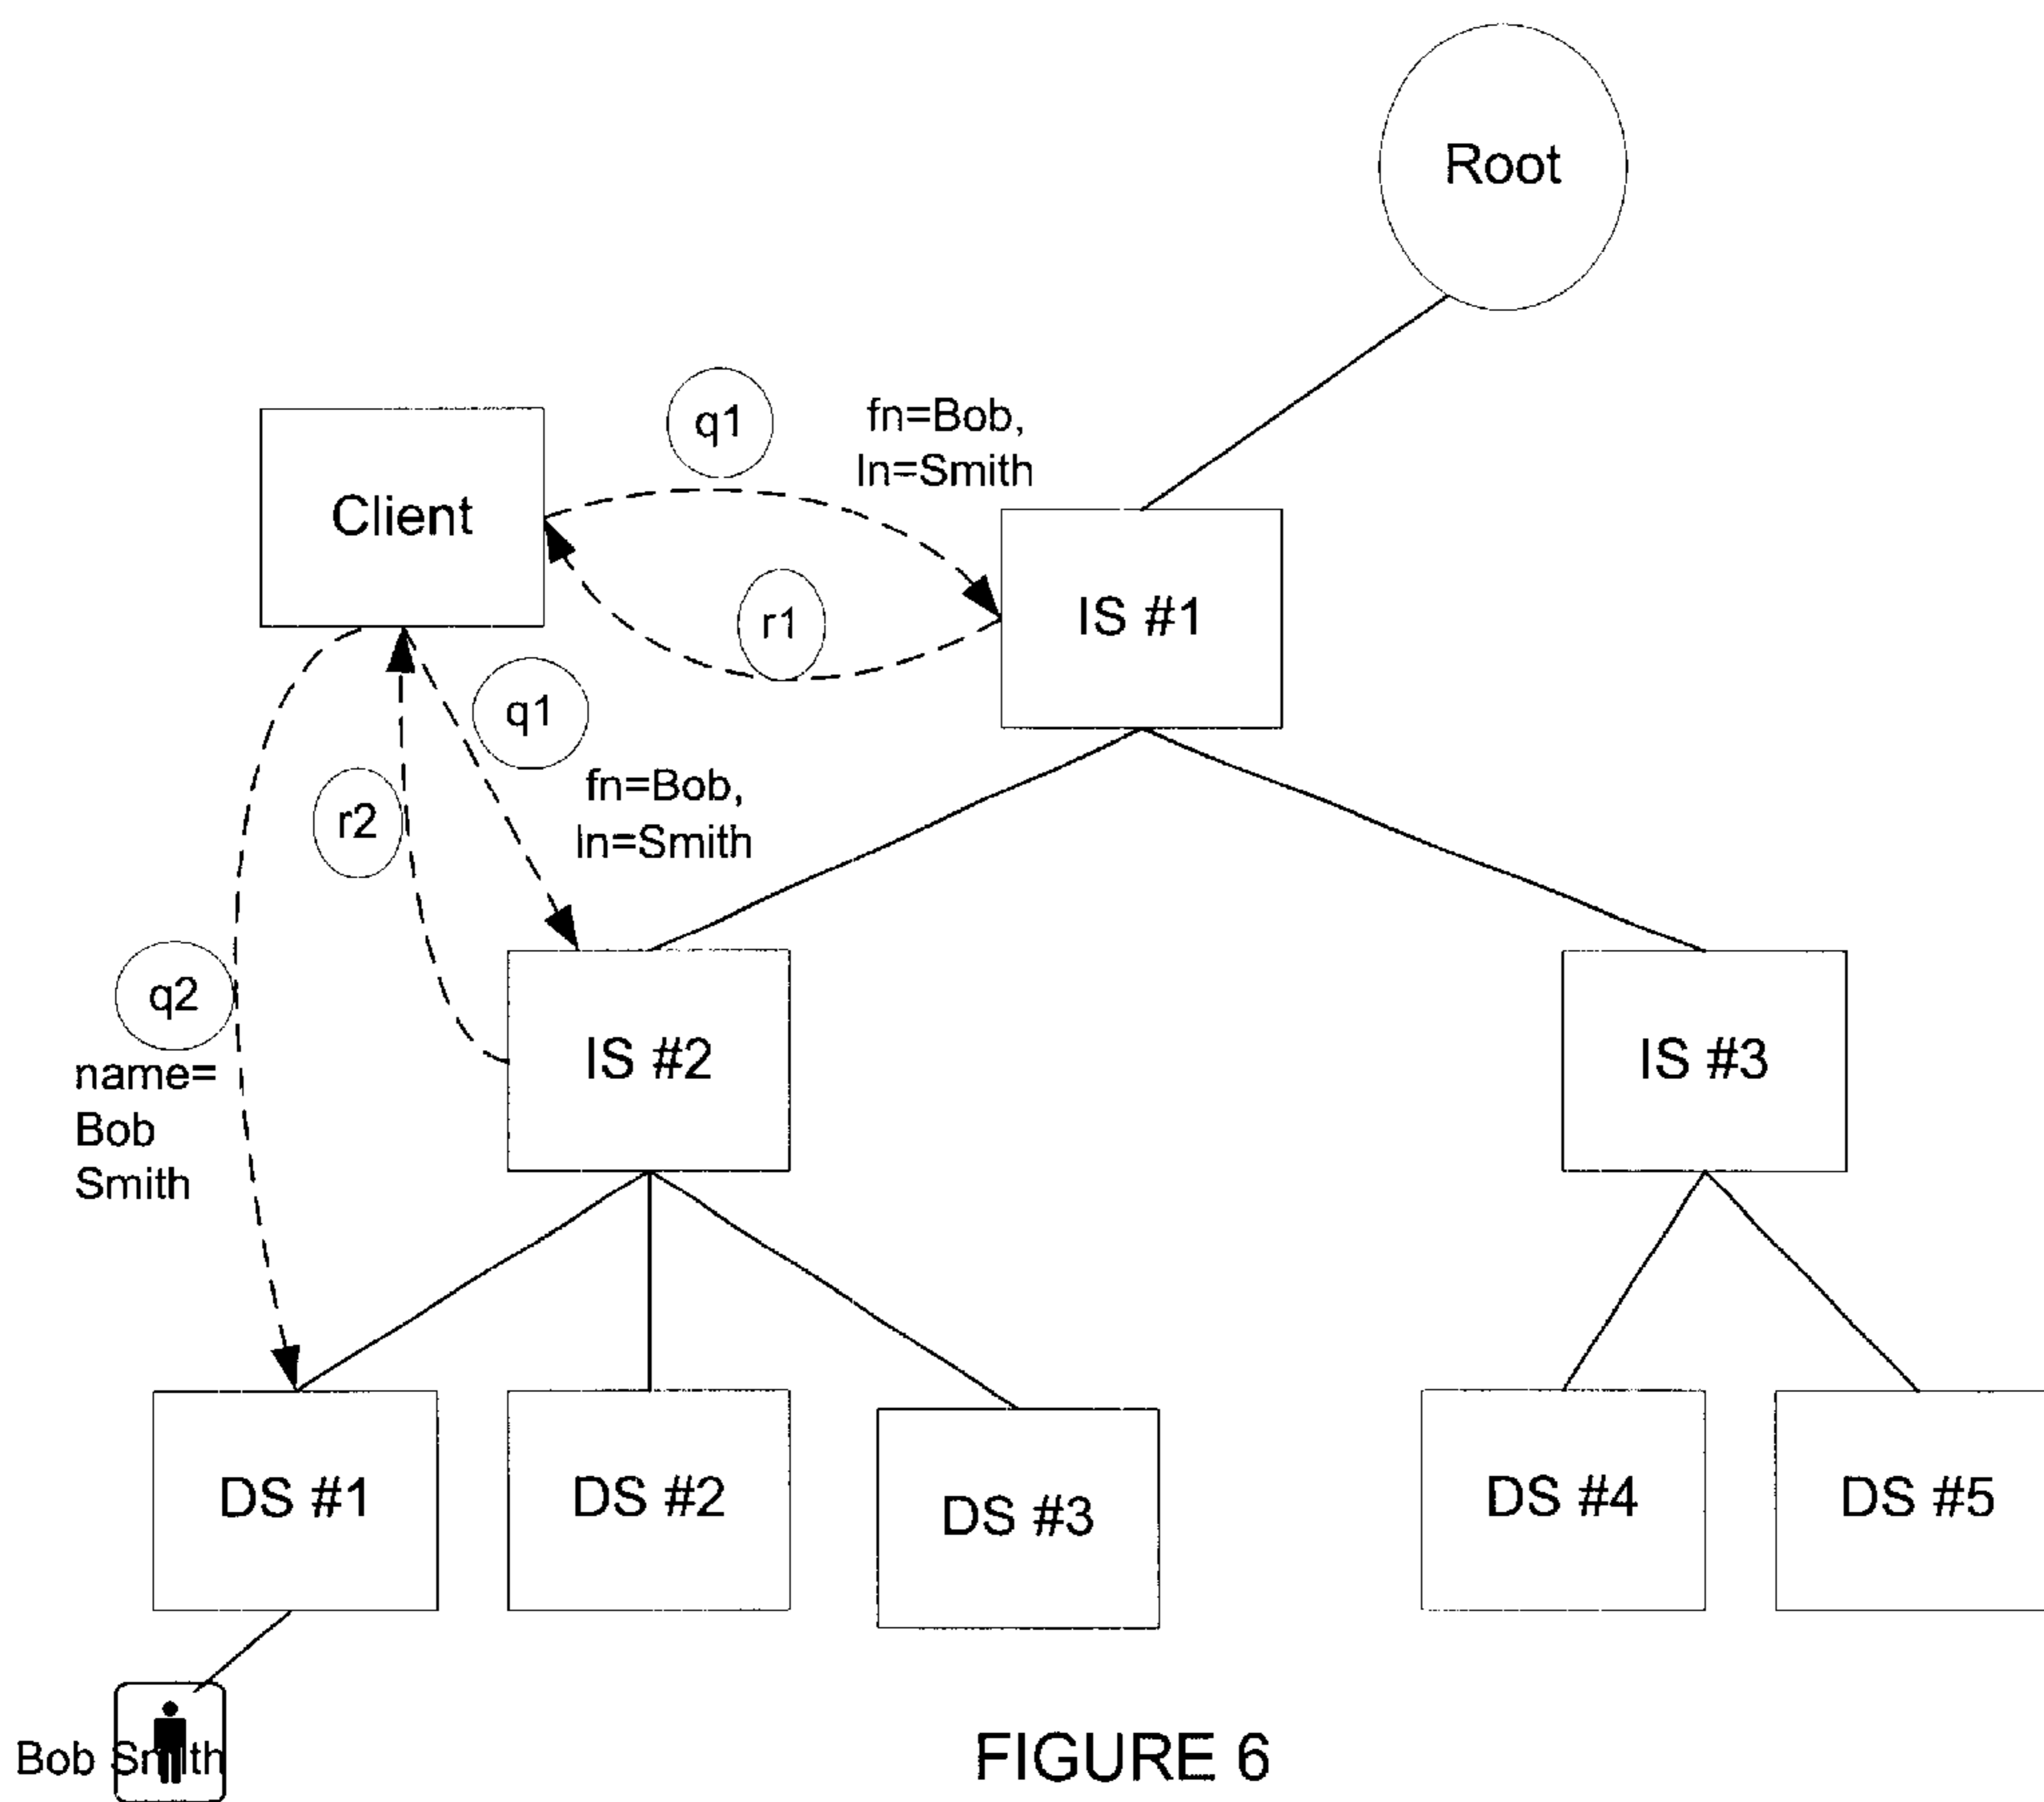 Root
q1
fn=Bob,
ln=Smith
Client
r1
IS #1
q1
fn=Bob,
ln=Smith
r2
q2
name=
Bob
Smith
IS #2
IS #3
DS #1
DS #2
DS #3
DS #4
DS #5
Bob Smith
FIGURE 6